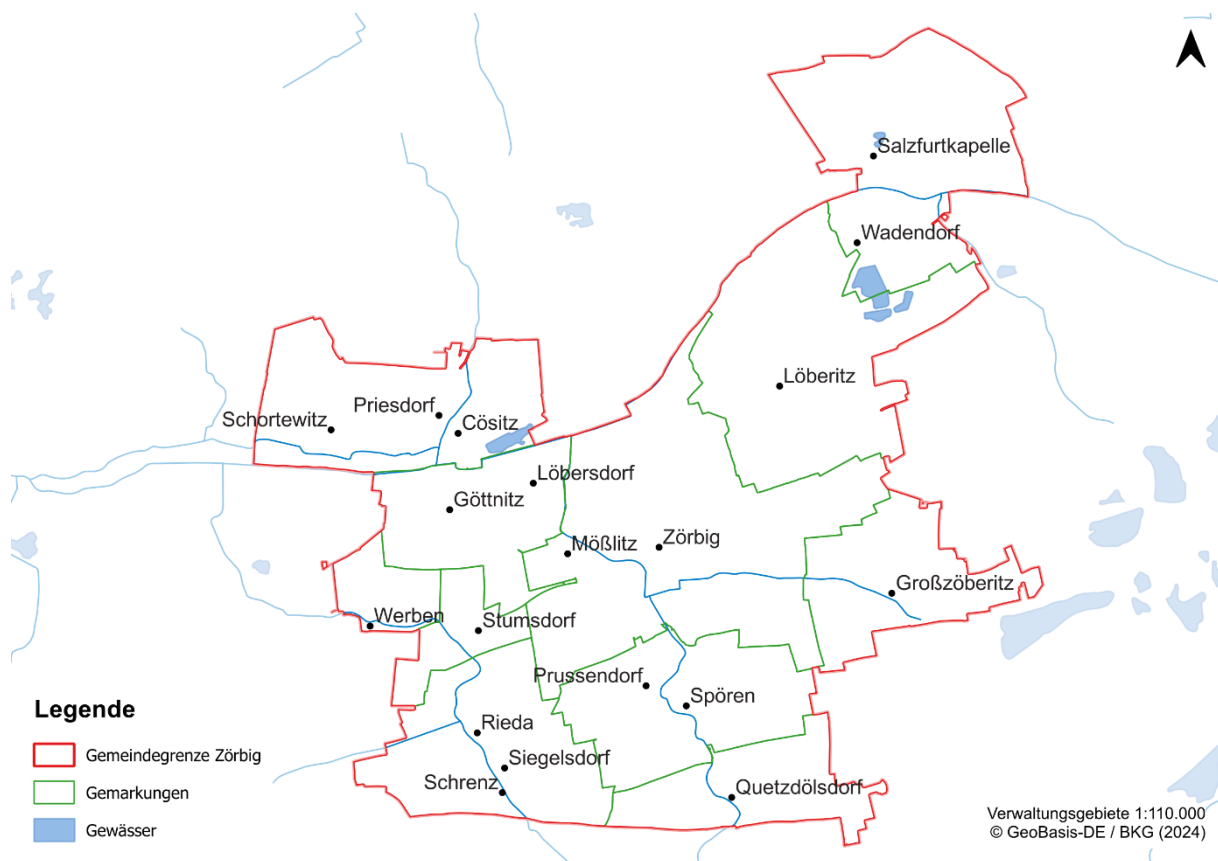 Salzfurtkapelle
Wadendorf
Löberitz
Priesdorf
Schortewitz
Cösitz
Löbersdorf
Göttnitz
Mößlitz
Zörbig
Großzöberitz
Werben
Stumsdorf
Prussendorf
Spören
Rieda
Siegelsdorf
Schrenz
Quetzdölsdorf
Legende
Gemeindegrenze Zörbig
Gemarkungen
Gewässer
Verwaltungsgebiete 1:110.000
© GeoBasis-DE / BKG (2024)